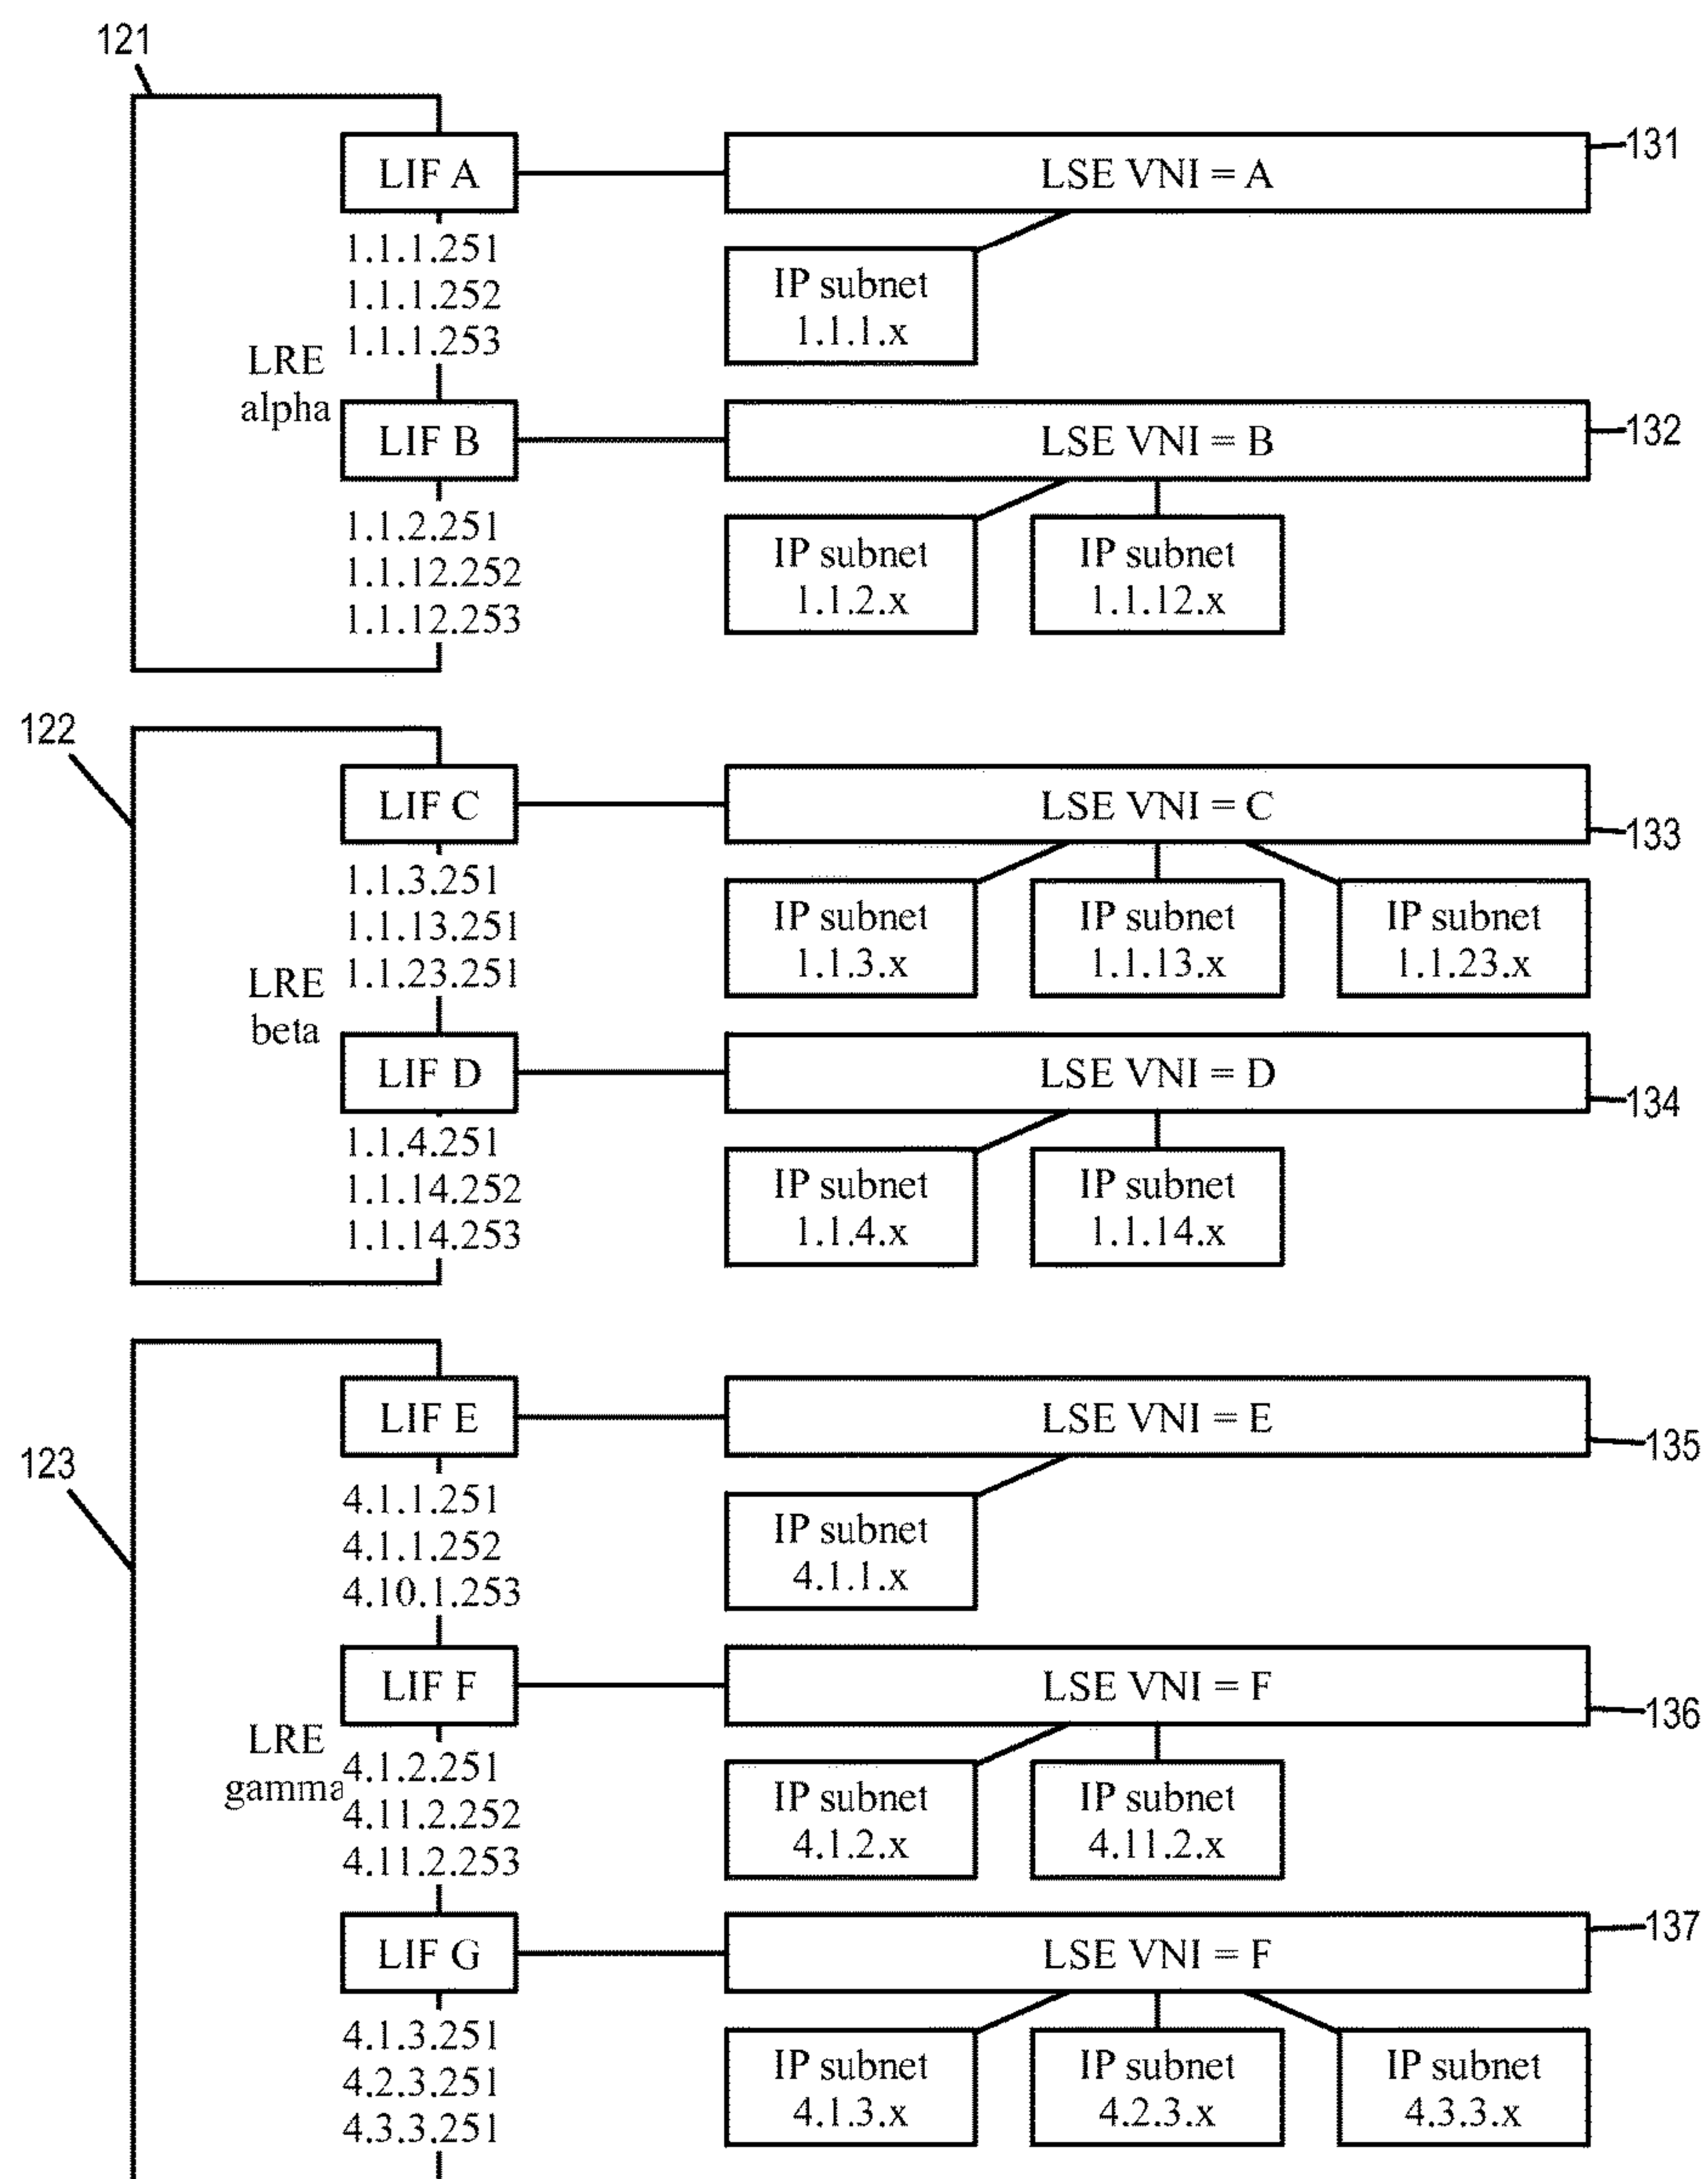 121
LIF A
LSE VNI = A
131
1.1.1.251
1.1.1.252
1.1.1.253
IP subnet
1.1.1.x
LRE
alpha
LIF B
LSE VNI = B
132
1.1.2.251
1.1.12.252
1.1.12.253
IP subnet
1.1.2.x
IP subnet
1.1.12.x
122
LIF C
LSE VNI = C
133
1.1.3.251
1.1.13.251
1.1.23.251
IP subnet
1.1.3.x
IP subnet
1.1.13.x
IP subnet
1.1.23.x
LRE
beta
LIF D
LSE VNI = D
134
1.1.4.251
1.1.14.252
1.1.14.253
IP subnet
1.1.4.x
IP subnet
1.1.14.x
123
LIF E
LSE VNI = E
135
4.1.1.251
4.1.1.252
4.10.1.253
IP subnet
4.1.1.x
LIF F
LSE VNI = F
136
LRE
gamma
4.1.2.251
4.11.2.252
4.11.2.253
IP subnet
4.1.2.x
IP subnet
4.11.2.x
LIF G
LSE VNI = F
137
4.1.3.251
4.2.3.251
4.3.3.251
IP subnet
4.1.3.x
IP subnet
4.2.3.x
IP subnet
4.3.3.x